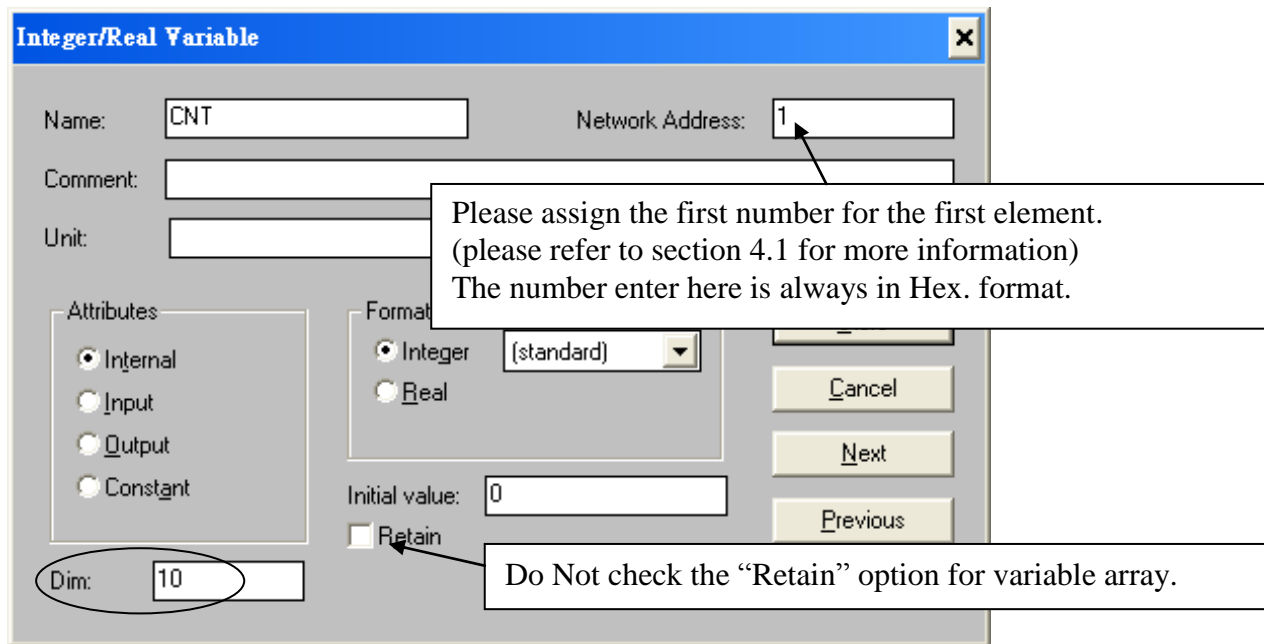 Integer/Real Variable
Name: CNT Network Address: 1
Comment:
Please assign the first number for the first element.
(please refer to section 4.1 for more information)
The number enter here is always in Hex. format.
Unit:
Attributes
Internal
Input
Output
Constant
Format
Integer (standard)
Real
Cancel
Next
Previous
Initial value: 0
Retain
Do Not check the “Retain” option for variable array.
Dim: 10